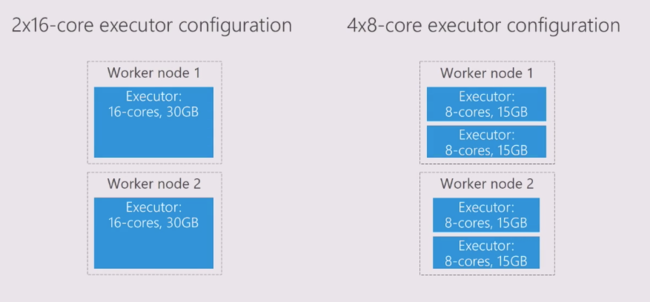 2x16-core executor configuration
Worker node 1
Executor:
16-cores, 30GB
Worker node 2
Executor:
16-cores, 30GB
4x8-core executor configuration
Worker node 1
Executor:
8-cores, 15GB
Executor:
8-cores, 15GB
Worker node 2
Executor:
8-cores, 15GB
Executor:
8-cores, 15GB